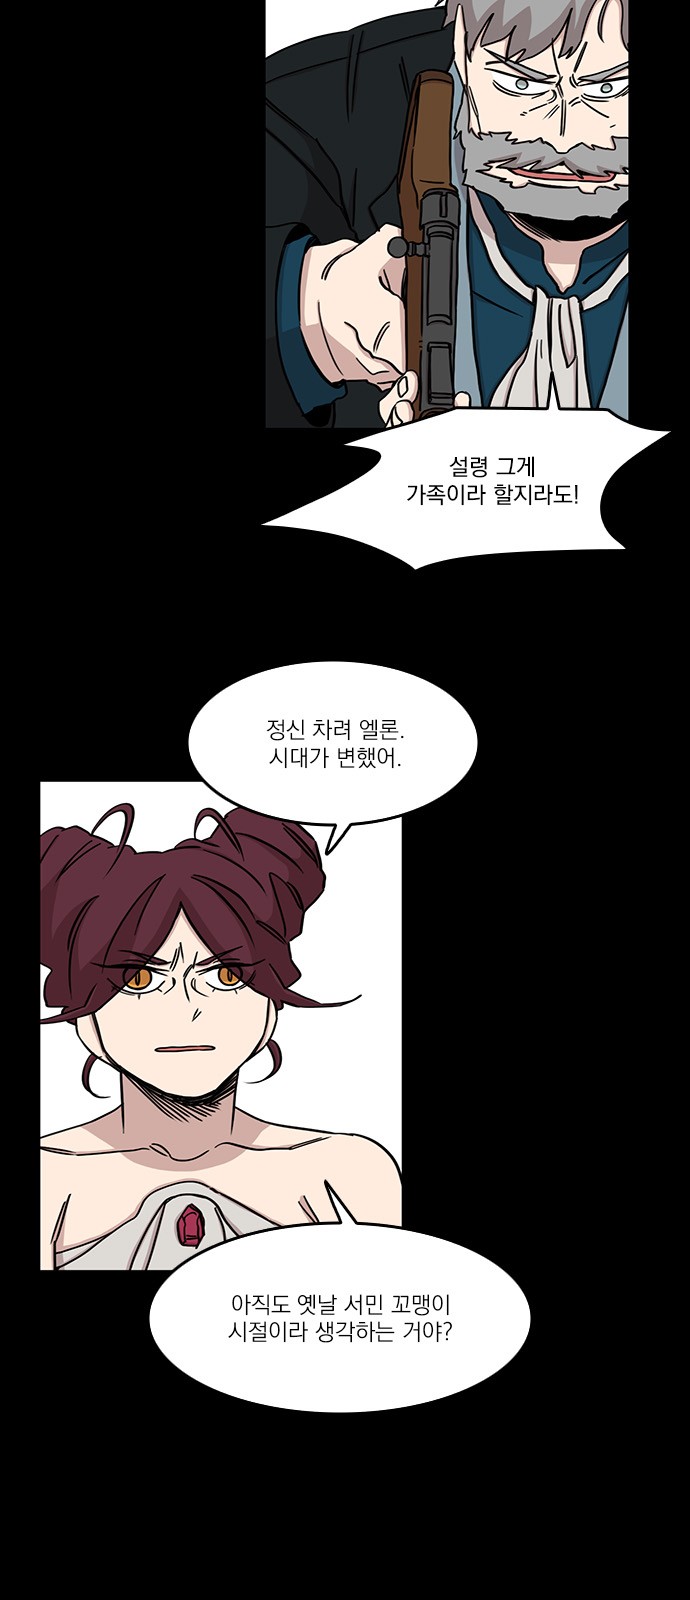 설령 그게
가족이라 할지라도!
정신 차려 엘론.
시대가 변했어.
아직도 옛날 서민 꼬맹이
시절이라 생각하는 거야?